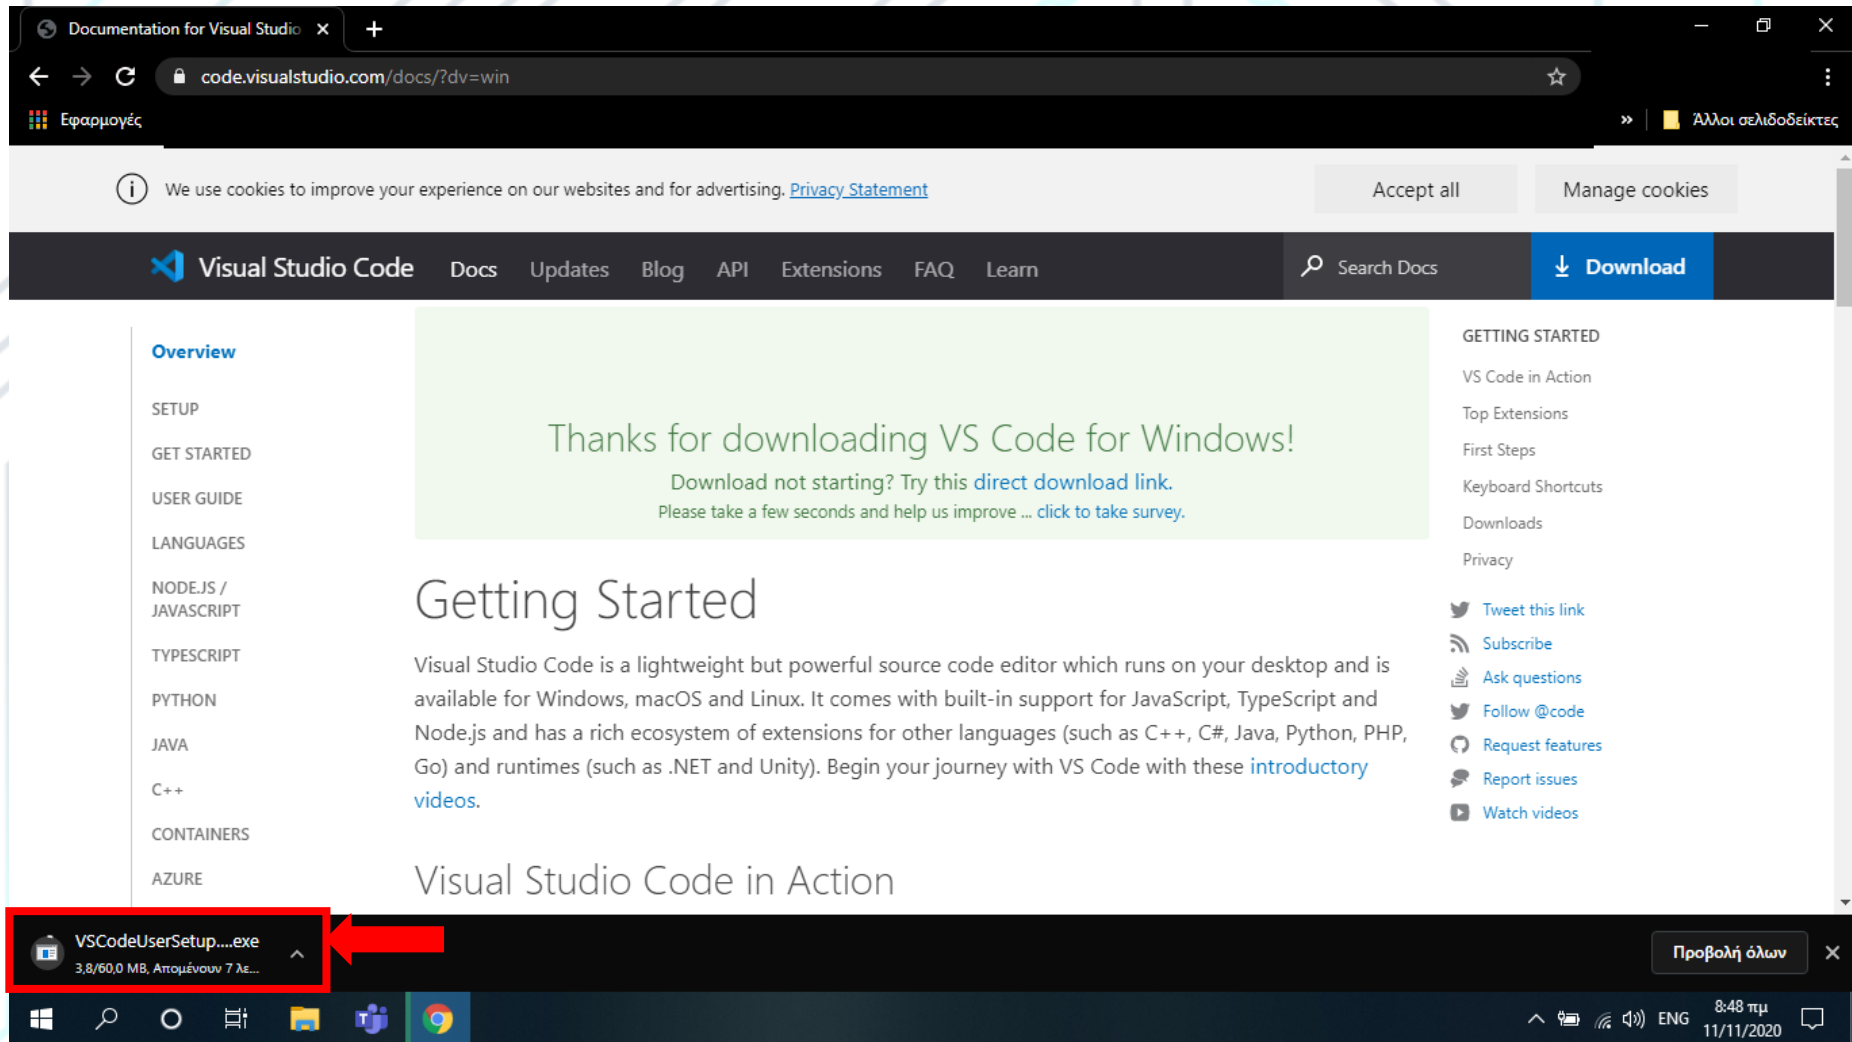 Documentation for Visual Studio
code.visualstudio.com/docs/?dv=win
Εφαρμογές
»
Άλλοι σελιδοδείκτες
We use cookies to improve your experience on our websites and for advertising. Privacy Statement
Accept all
Manage cookies
Visual Studio Code
Docs
Updates
Blog
API
Extensions
FAQ
Learn
Search Docs
Download
Overview
SETUP
GET STARTED
USER GUIDE
LANGUAGES
NODE.JS /
JAVASCRIPT
TYPESCRIPT
PYTHON
JAVA
C++
CONTAINERS
AZURE
Thanks for downloading VS Code for Windows!
Download not starting? Try this direct download link.
Please take a few seconds and help us improve ... click to take survey.
Getting Started
Visual Studio Code is a lightweight but powerful source code editor which runs on your desktop and is
available for Windows, macOS and Linux. It comes with built-in support for JavaScript, TypeScript and
Node.js and has a rich ecosystem of extensions for other languages (such as C++, C#, Java, Python, PHP,
Go) and runtimes (such as .NET and Unity). Begin your journey with VS Code with these introductory
videos.
Visual Studio Code in Action
GETTING STARTED
VS Code in Action
Top Extensions
First Steps
Keyboard Shortcuts
Downloads
Privacy
Tweet this link
Subscribe
Ask questions
Follow @code
Request features
Report issues
Watch videos
VSCodeUserSetup....exe
3,8/60,0 MB, Απομένουν 7 λε...
Προβολή όλων
ENG
8:48 πμ
11/11/2020